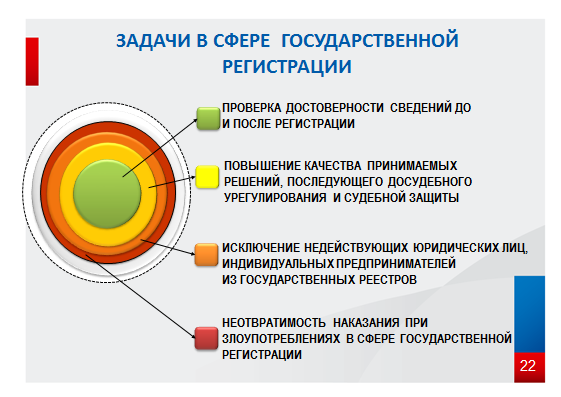 ЗАДАЧИ В СФЕРЕ ГОСУДАРСТВЕННОЙ
РЕГИСТРАЦИИ
ПРОВЕРКА ДОСТОВЕРНОСТИ СВЕДЕНИЙ ДО
И ПОСЛЕ РЕГИСТРАЦИИ
ПОВЫШЕНИЕ КАЧЕСТВА ПРИНИМАЕМЫХ
РЕШЕНИЙ, ПОСЛЕДУЮЩЕГО ДОСУДЕБНОГО
УРЕГУЛИРОВАНИЯ И СУДЕБНОЙ ЗАЩИТЫ
ИСКЛЮЧЕНИЕ НЕДЕЙСТВУЮЩИХ ЮРИДИЧЕСКИХ ЛИЦ,
ИНДИВИДУАЛЬНЫХ ПРЕДПРИНИМАТЕЛЕЙ
ИЗ ГОСУДАРСТВЕННЫХ РЕЕСТРОВ
НЕОТВРАТИМОСТЬ НАКАЗАНИЯ ПРИ
ЗЛОУПОТРЕБЛЕНИЯХ В СФЕРЕ ГОСУДАРСТВЕННОЙ
РЕГИСТРАЦИИ
22